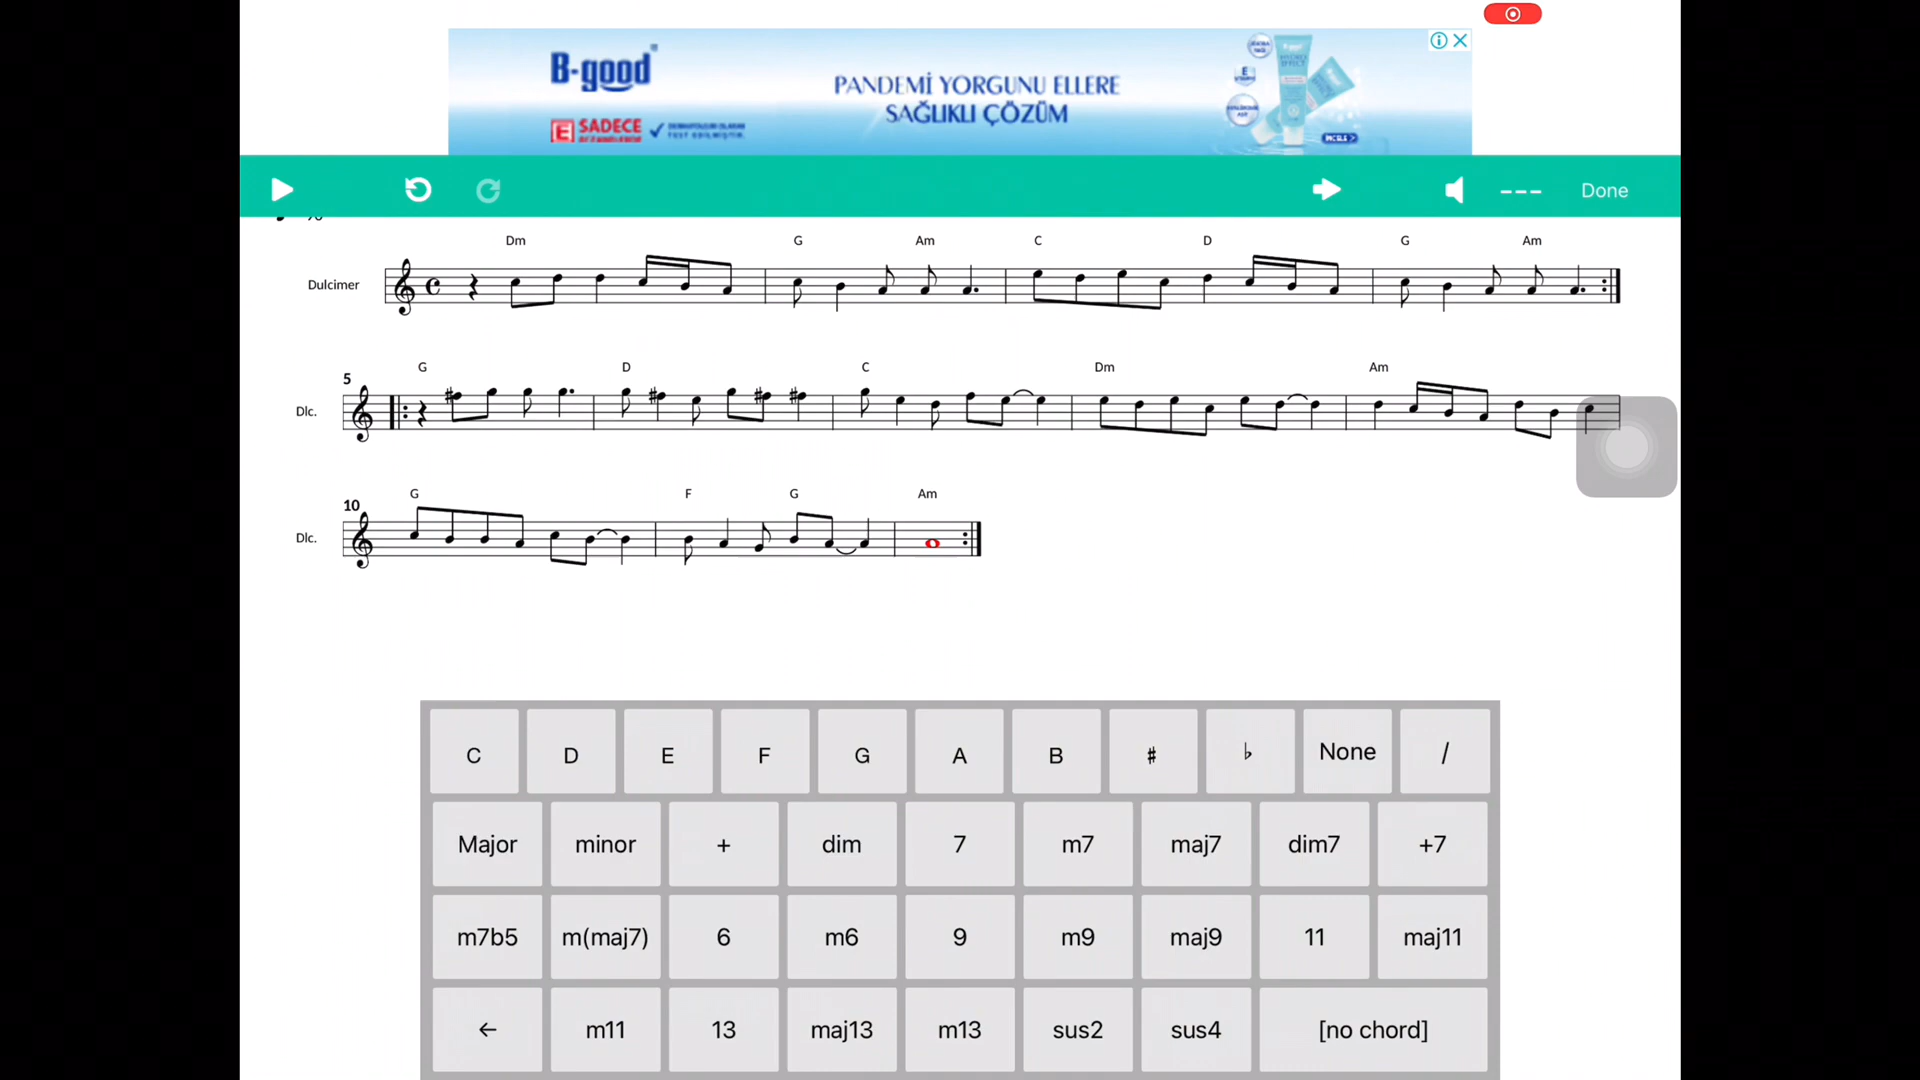 B-good
PANDEMİ YORGUNU ELLERE
SAĞLIKLI ÇÖZÜM
E SADECE
E
İNCELE >
Done
Dm G Am C D G Am
Dulcimer
5
G D C Dm Am
Dlc.
10
G F G Am
Dlc.
C D E F G A B ♯ ♭ None /
Major minor + dim 7 m7 maj7 dim7 +7
m7b5 m(maj7) 6 m6 9 m9 maj9 11 maj11
← m11 13 maj13 m13 sus2 sus4 [no chord]